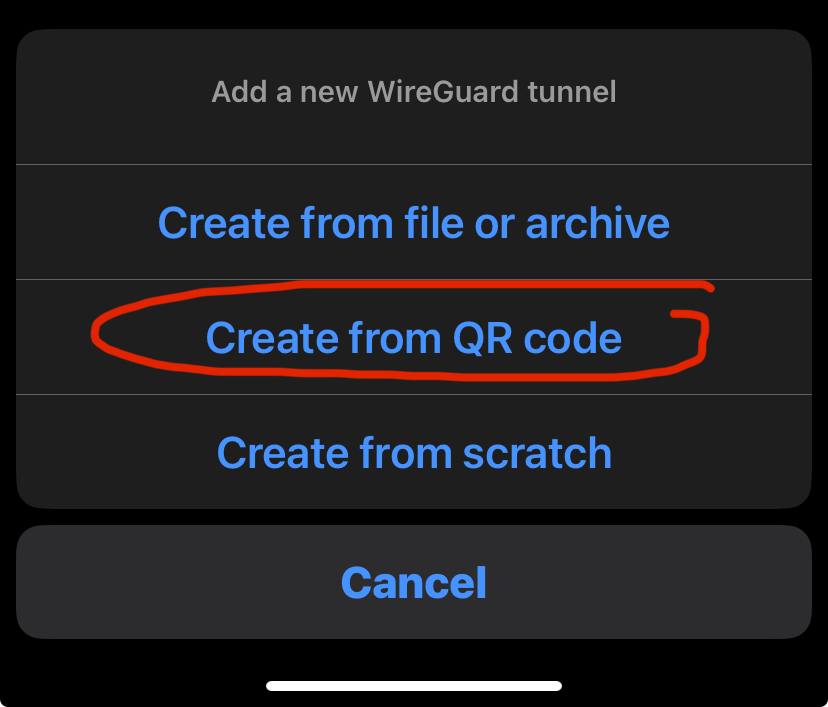 Add a new WireGuard tunnel
Create from file or archive
Create from QR code
Create from scratch
Cancel